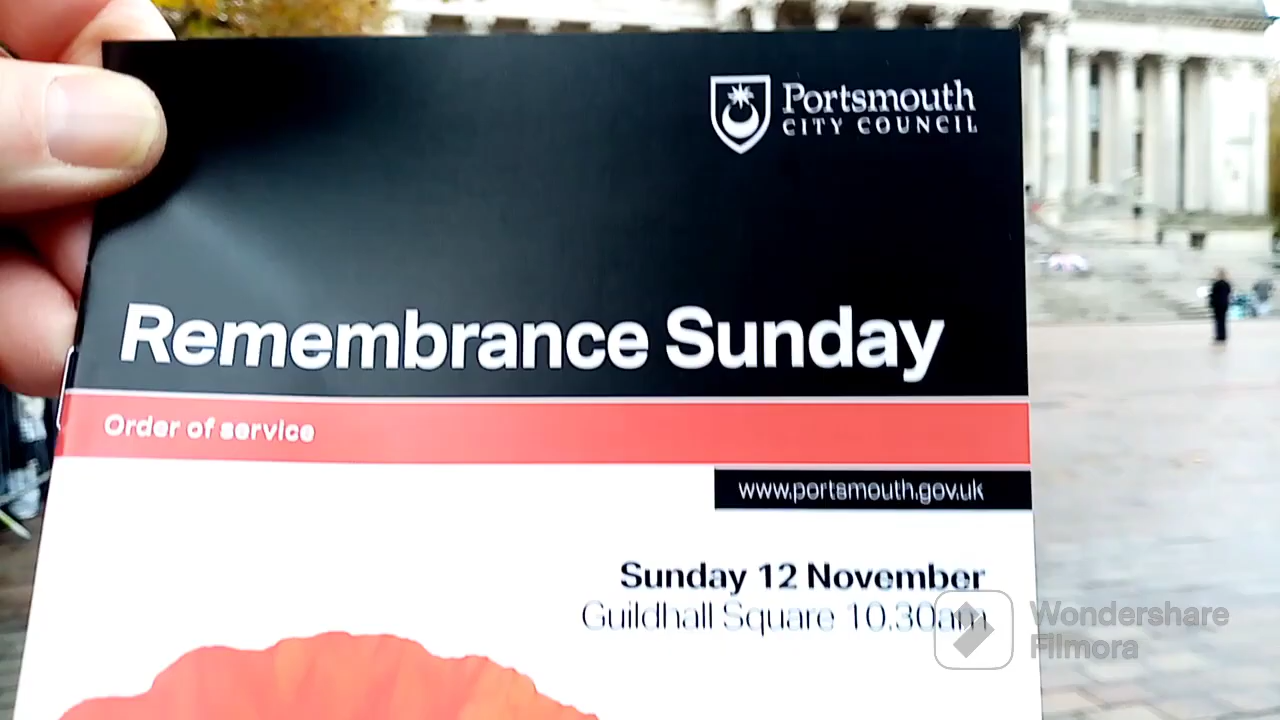 Portsmouth
CITY COUNCIL
Remembrance Sunday
Order of service
www.portsmouth.gov.uk
Sunday 12 November
Guildhall Square 10.30am
Wondershare
Filmora